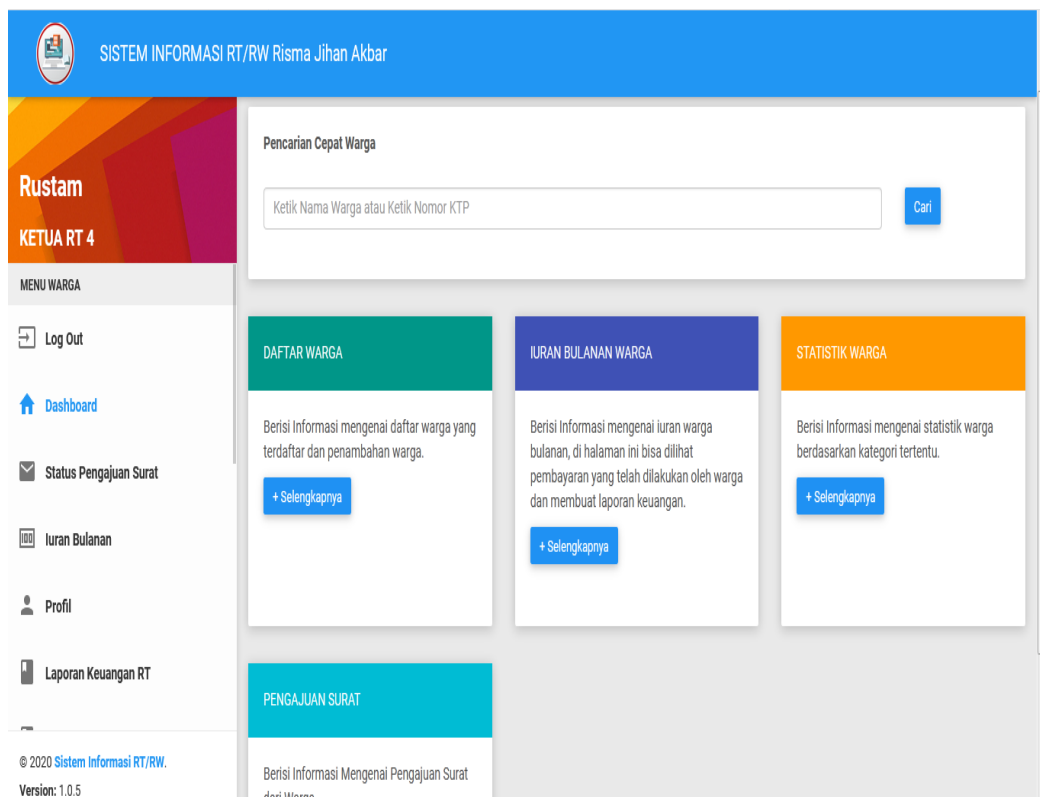 SISTEM INFORMASI RT/RW Risma Jihan Akbar
Rustam
KETUA RT 4
MENU WARGA
Log Out
Dashboard
Status Pengajuan Surat
Iuran Bulanan
Profil
Laporan Keuangan RT
© 2020 Sistem Informasi RT/RW.
Version: 1.0.5
Pencarian Cepat Warga
Ketik Nama Warga atau Ketik Nomor KTP
Cari
DAFTAR WARGA
Berisi Informasi mengenai daftar warga yang
terdaftar dan penambahan warga.
+ Selengkapnya
IURAN BULANAN WARGA
Berisi Informasi mengenai iuran warga
bulanan, di halaman ini bisa dilihat
pembayaran yang telah dilakukan oleh warga
dan membuat laporan keuangan.
+ Selengkapnya
STATISTIK WARGA
Berisi Informasi mengenai statistik warga
berdasarkan kategori tertentu.
+ Selengkapnya
PENGAJUAN SURAT
Berisi Informasi Mengenai Pengajuan Surat
dari Warga